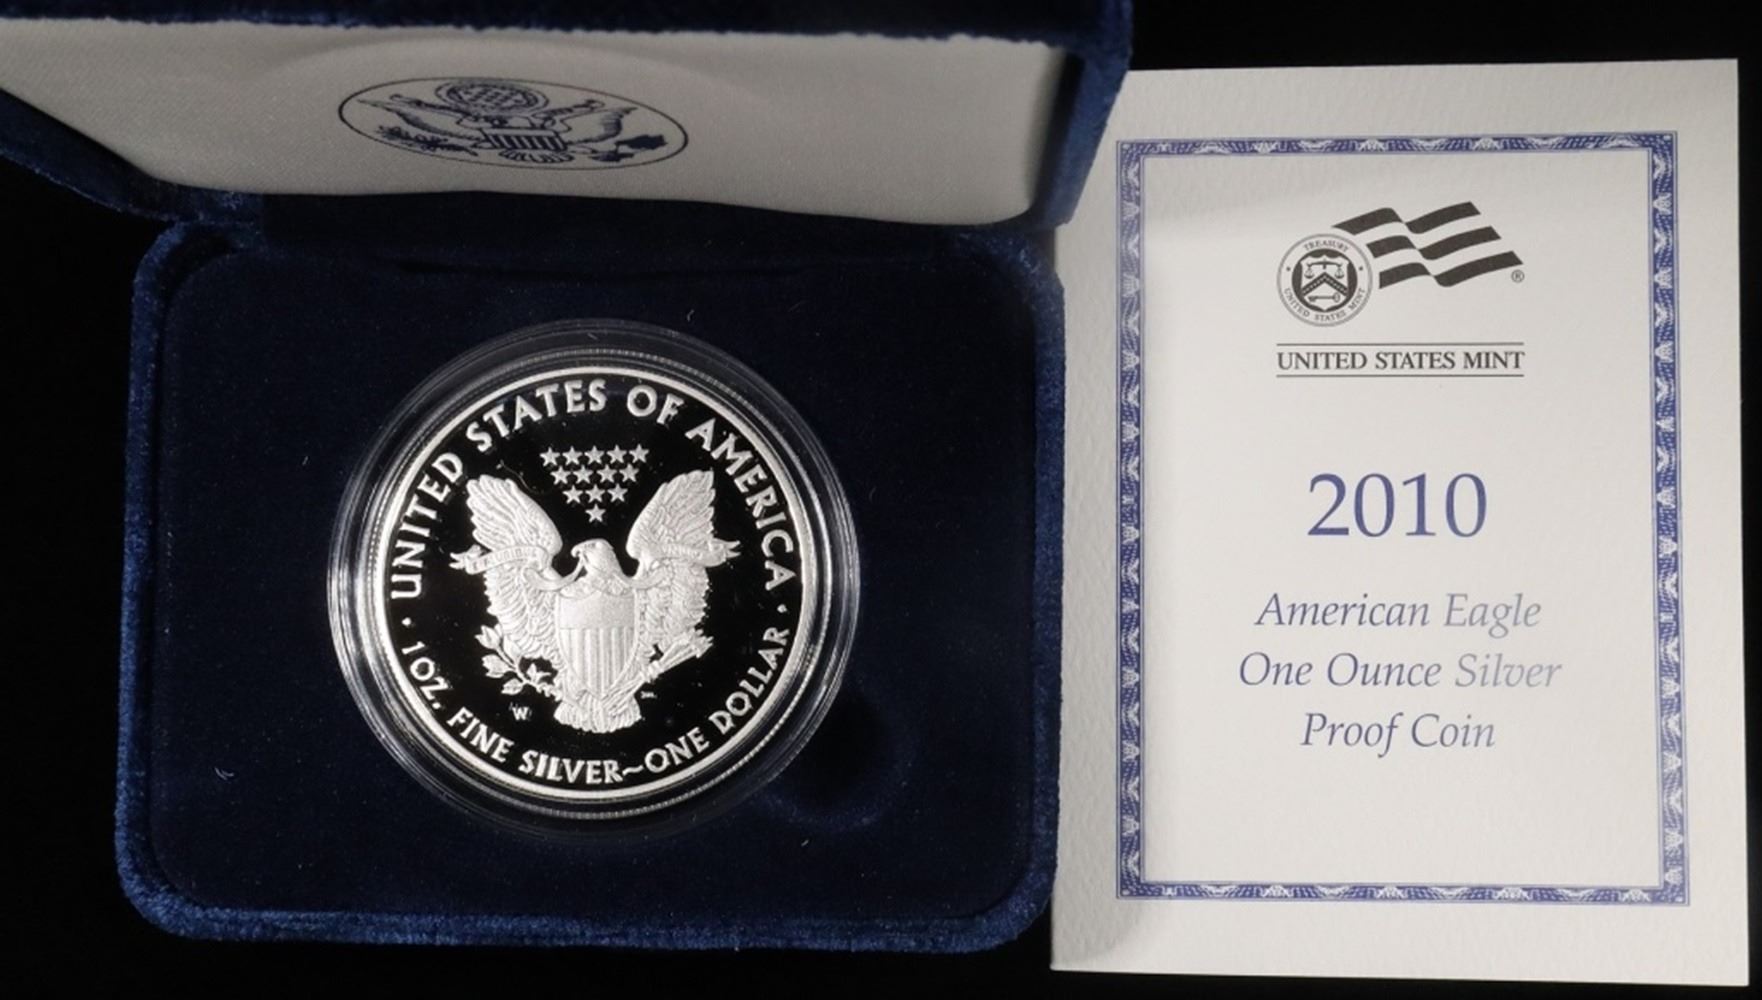 UNITED STATES OF AMERICA
1 OZ. FINE SILVER~ONE DOLLAR
W
TREASURY
UNITED STATES MINT
®
UNITED STATES MINT
2010
American Eagle
One Ounce Silver
Proof Coin